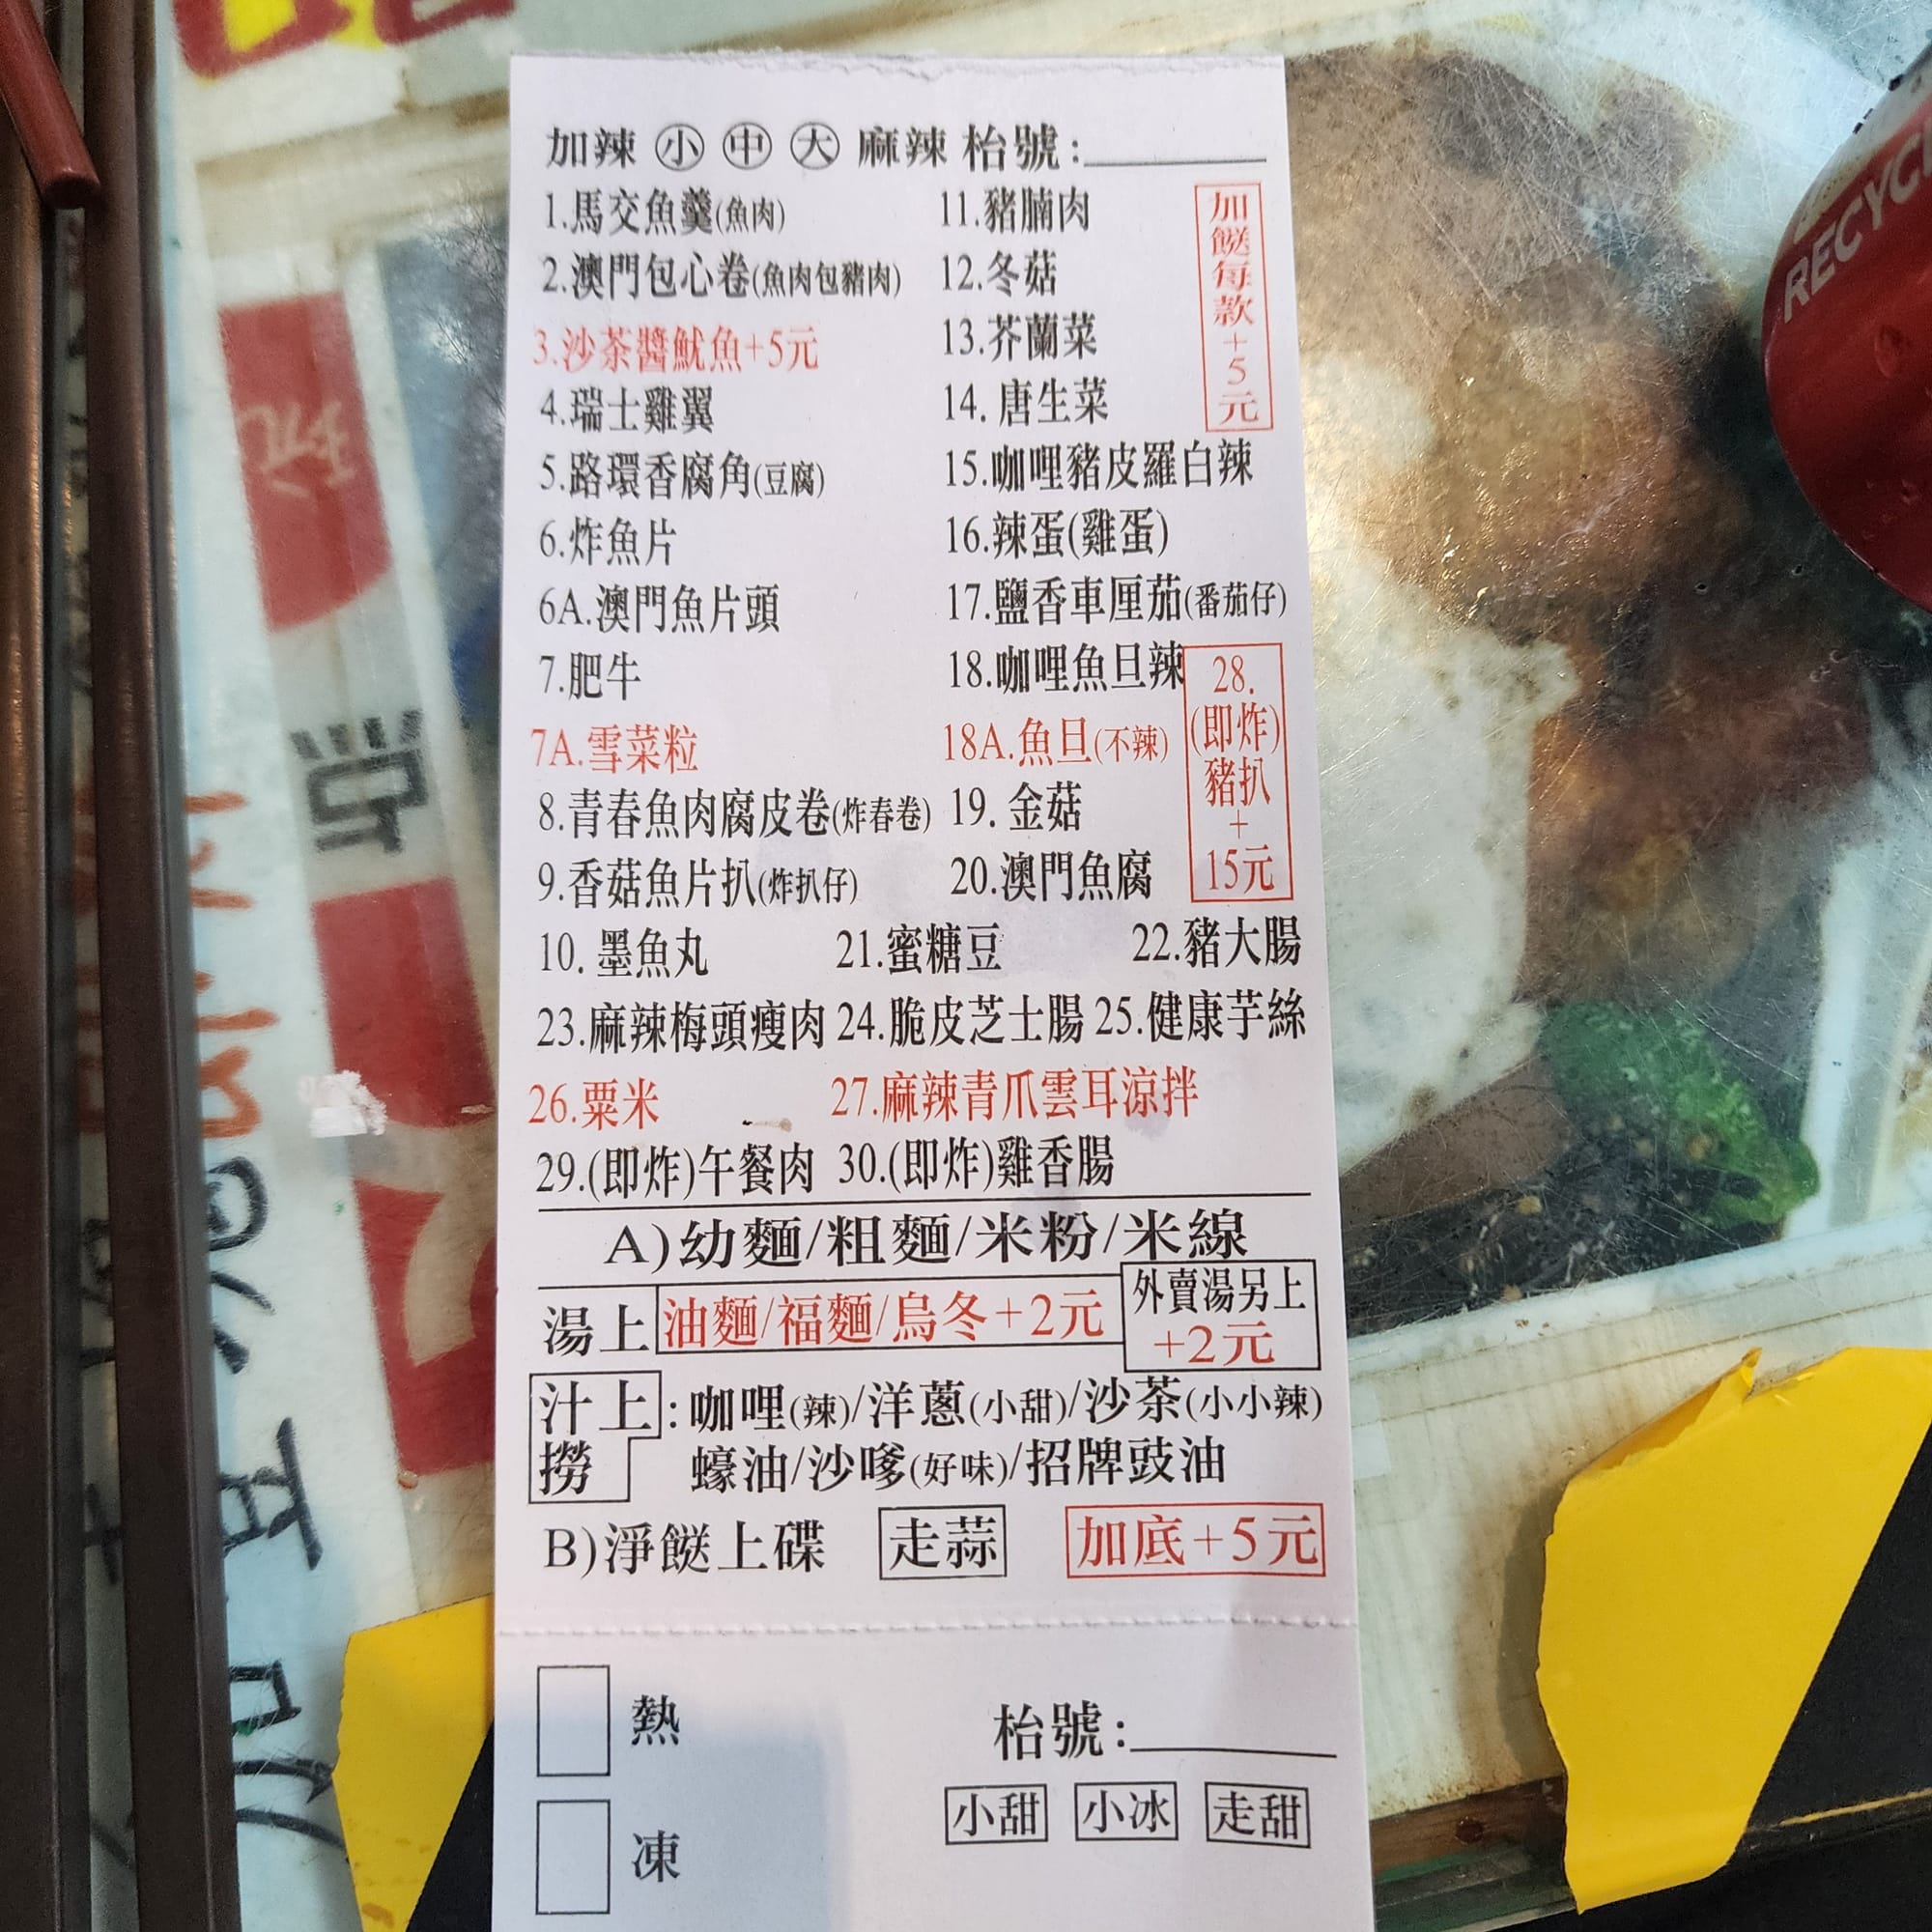 加辣 小 中 大 麻辣 枱號:
1.馬交魚羹(魚肉)
2.澳門包心卷(魚肉包豬肉)
3.沙茶醬魷魚+5元
4.瑞士雞翼
5.路環香腐角(豆腐)
6.炸魚片
6A.澳門魚片頭
7.肥牛
7A.雪菜粒
8.青春魚肉腐皮卷(炸春卷)
9.香菇魚片扒(炸扒仔)
11.豬腩肉
12.冬菇
13.芥蘭菜
14.唐生菜
15.咖哩豬皮羅白辣
16.辣蛋(雞蛋)
17.鹽香車厘茄(番茄仔)
18.咖哩魚旦辣
18A.魚旦(不辣)
19.金菇
20.澳門魚腐
加餸每款+5元
28.
(即炸)
豬扒
+
15元
10.墨魚丸 21.蜜糖豆 22.豬大腸
23.麻辣梅頭瘦肉 24.脆皮芝士腸 25.健康芋絲
26.粟米 27.麻辣青爪雲耳涼拌
29.(即炸)午餐肉 30.(即炸)雞香腸
A)幼麵/粗麵/米粉/米線
湯上 油麵/福麵/烏冬+2元
外賣湯另上
+2元
汁上:咖哩(辣)/洋蔥(小甜)/沙茶(小小辣)
撈 蠔油/沙嗲(好味)/招牌豉油
B)淨餸上碟 走蒜 加底+5元
熱
凍
枱號:
小甜 小冰 走甜